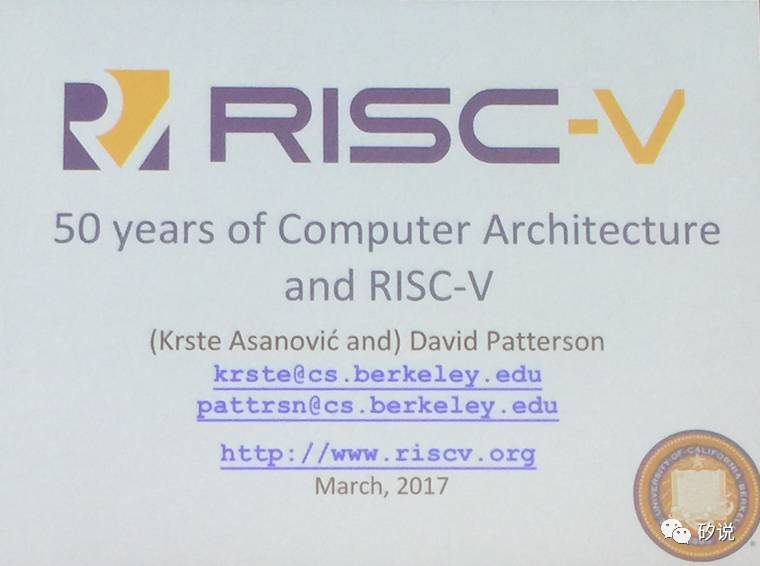 RISC-V
50 years of Computer Architecture
and RISC-V
(Krste Asanović and) David Patterson
krste@cs.berkeley.edu
pattrsn@cs.berkeley.edu
http://www.riscv.org
March, 2017
UNIVERSITY OF CALIFORNIA BERKELEY
矽说